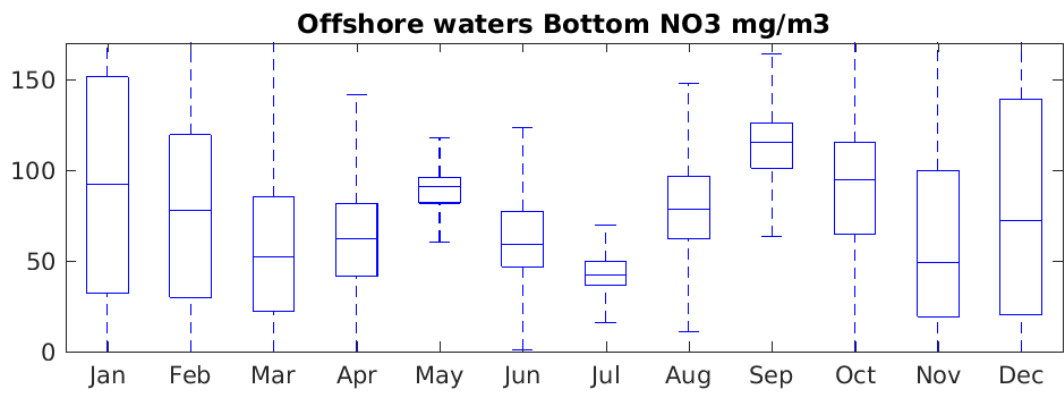 Offshore waters Bottom NO3 mg/m3
150
100
50
0
Jan Feb Mar Apr May Jun Jul Aug Sep Oct Nov Dec